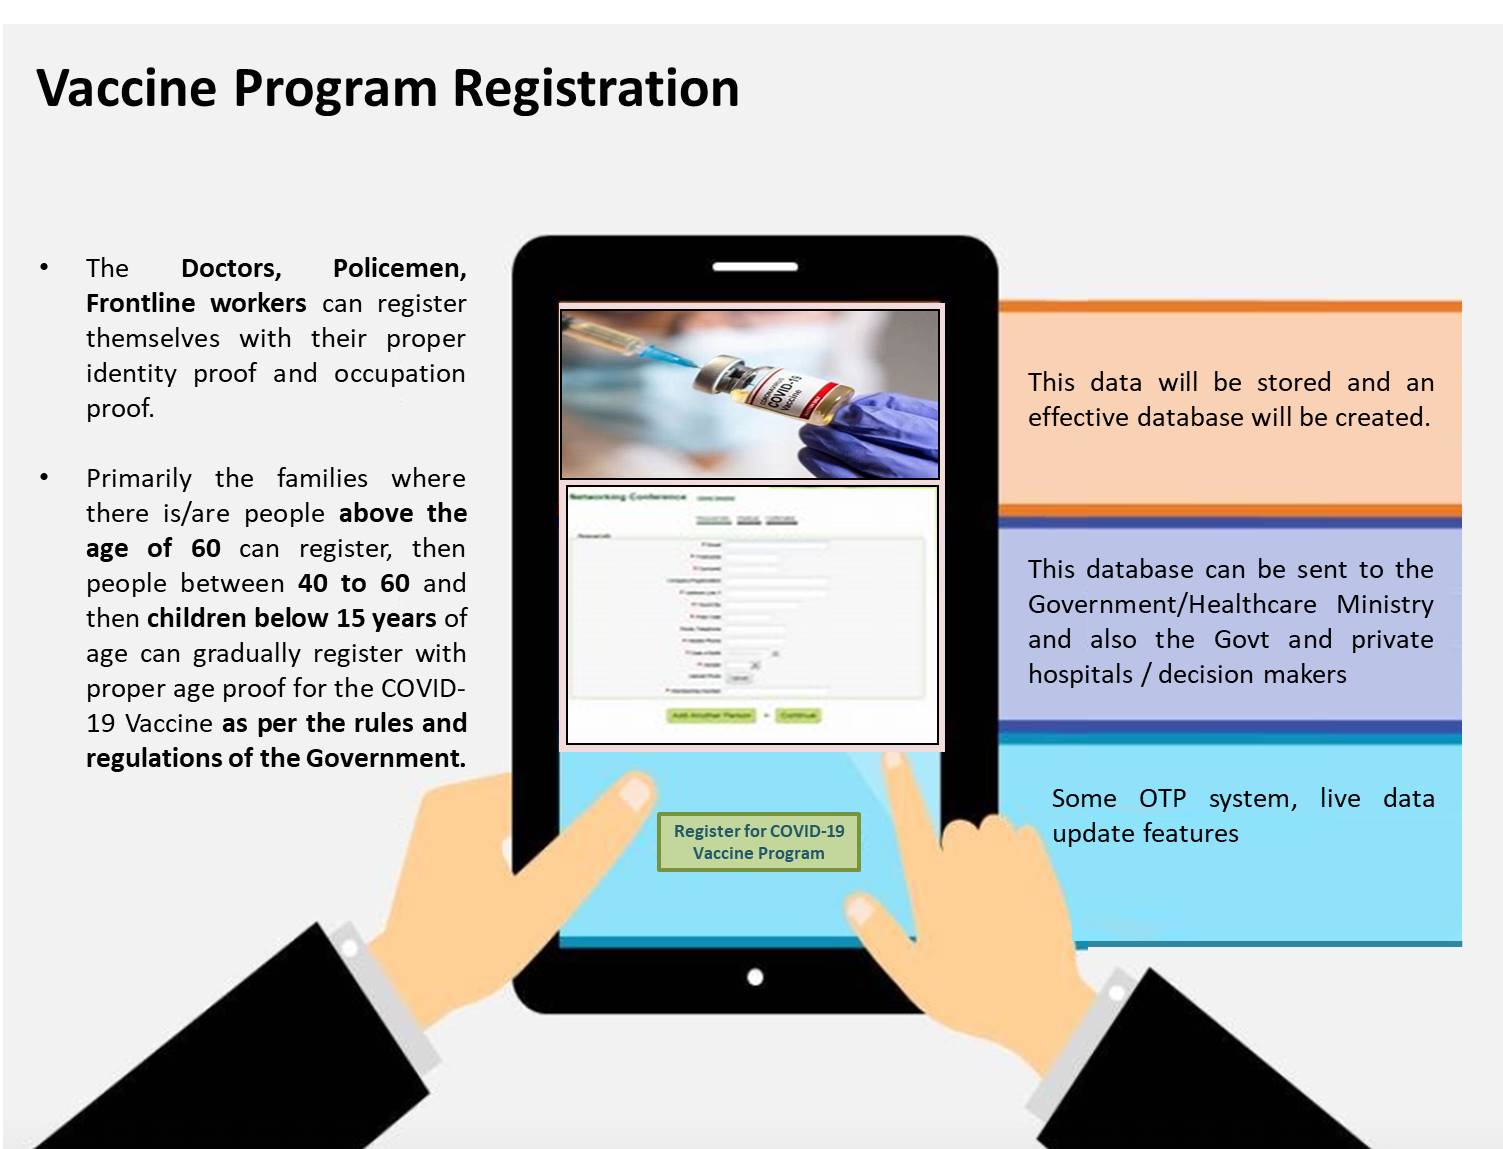 Vaccine Program Registration
• The Doctors, Policemen,
Frontline workers can register
themselves with their proper
identity proof and occupation
proof.
• Primarily the families where
there is/are people above the
age of 60 can register, then
people between 40 to 60 and
then children below 15 years of
age can gradually register with
proper age proof for the COVID-
19 Vaccine as per the rules and
regulations of the Government.
CORONAVIRUS
COVID-19
Vaccine
Networking Conference
Add Another Person
Continue
Register for COVID-19
Vaccine Program
This data will be stored and an
effective database will be created.
This database can be sent to the
Government/Healthcare Ministry
and also the Govt and private
hospitals / decision makers
Some OTP system, live data
update features